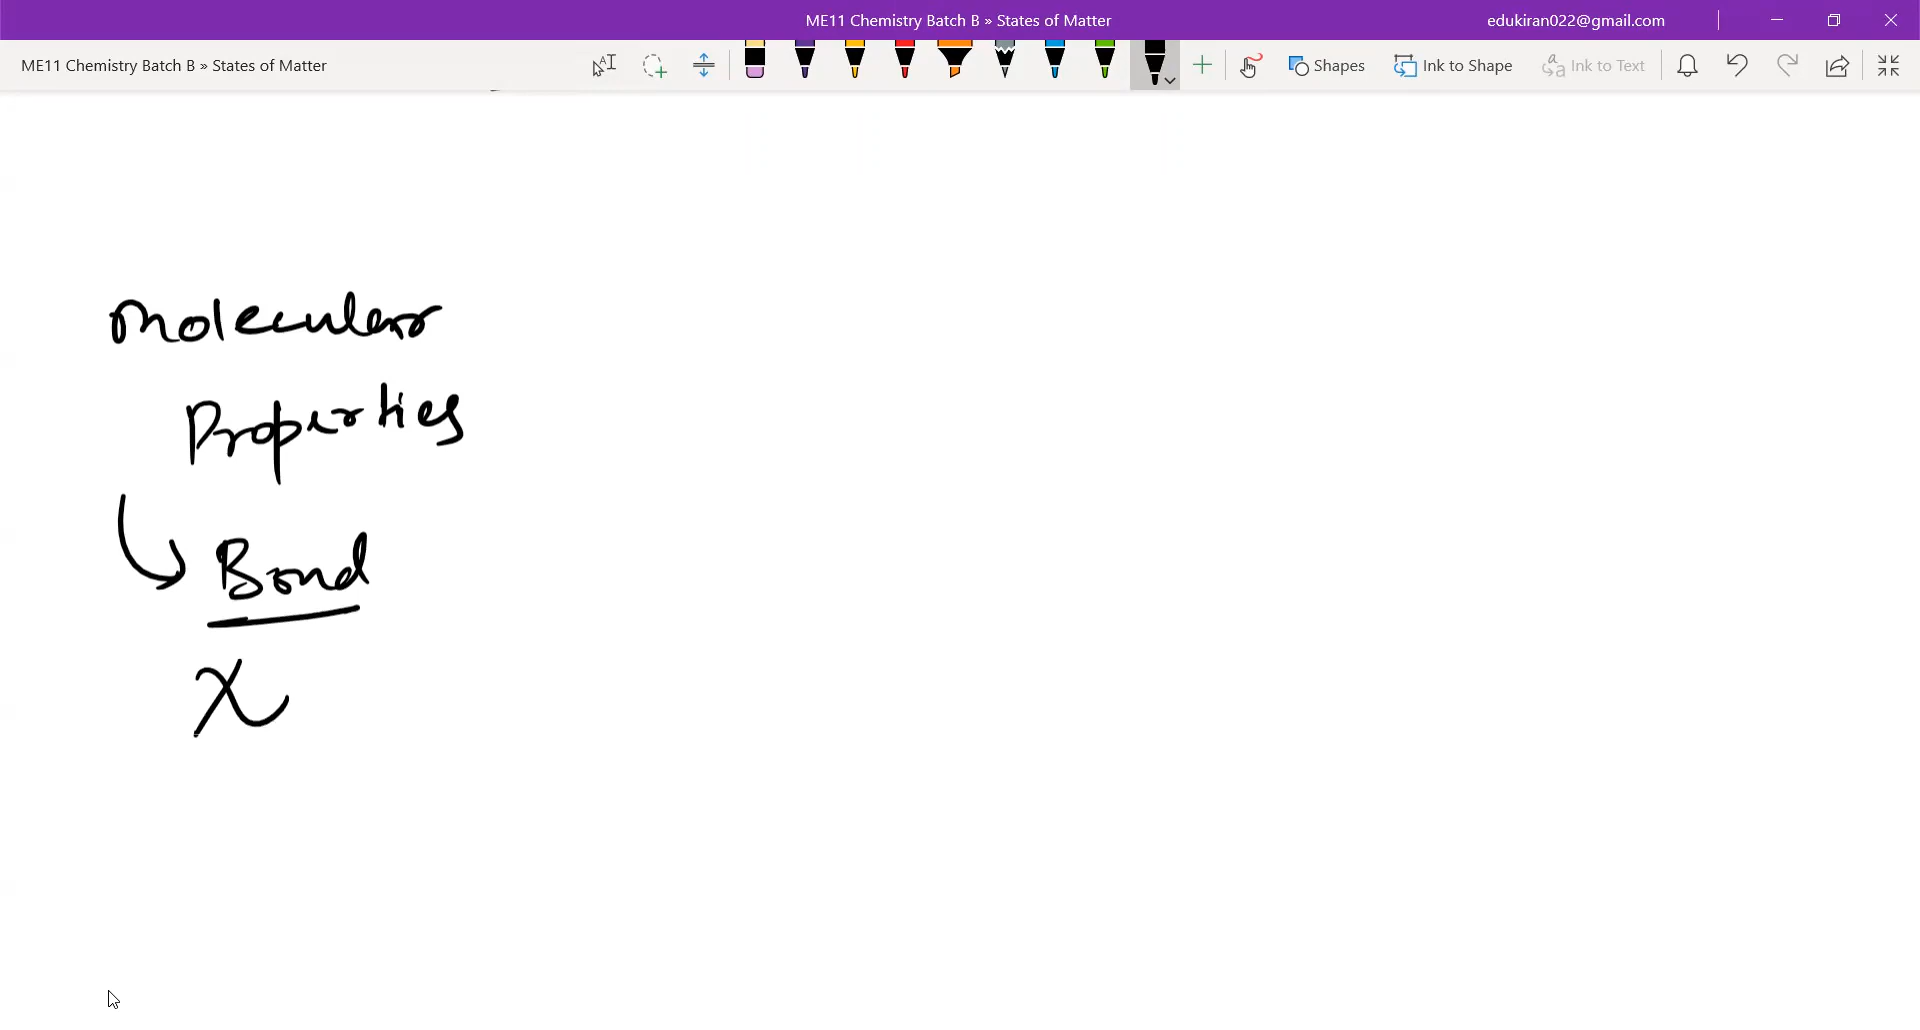 ME11 Chemistry Batch B » States of Matter
edukiran022@gmail.com
ME11 Chemistry Batch B » States of Matter
Shapes
Ink to Shape
Ink to Text
Molecular
Properties
Bond
x